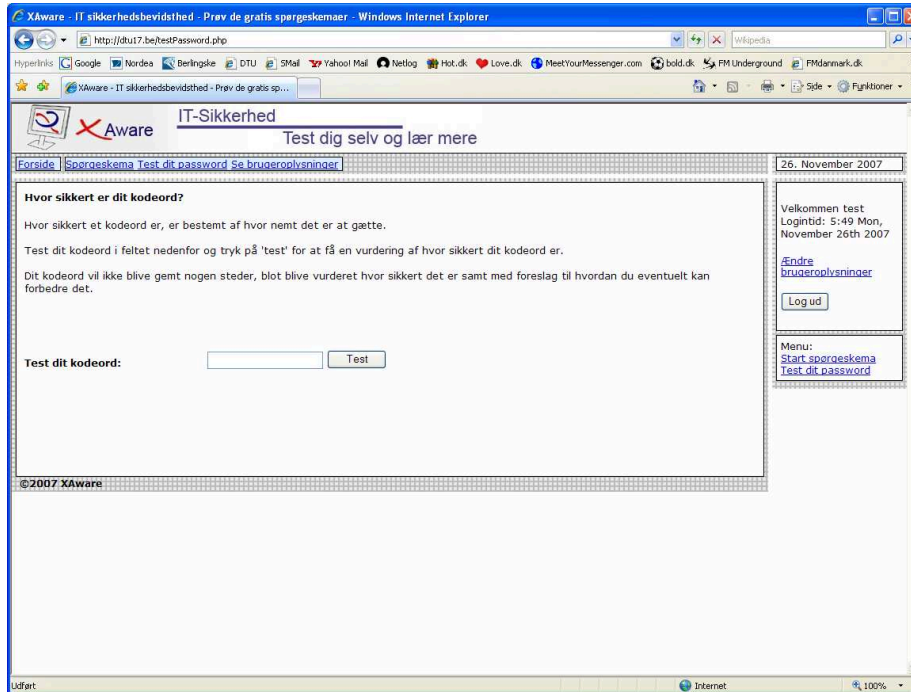 XAware - IT sikkerhedsbevidsthed - Prøv de gratis spørgeskemaer - Windows Internet Explorer
http://dtu17.be/testPassword.php
Wikipedia
Hyperlinks Google Nordea Berlingske DTU SMail Yahoo! Mail Netlog Hot.dk Love.dk MeetYourMessenger.com bold.dk FM Underground FMdanmark.dk
XAware - IT sikkerhedsbevidsthed - Prøv de gratis sp...
Side Funktioner
XAware
IT-Sikkerhed
Test dig selv og lær mere
Forside Spørgeskema Test dit password Se brugeroplysninger
26. November 2007
Hvor sikkert er dit kodeord?
Hvor sikkert et kodeord er, er bestemt af hvor nemt det er at gætte.
Test dit kodeord i feltet nedenfor og tryk på 'test' for at få en vurdering af hvor sikkert dit kodeord er.
Dit kodeord vil ikke blive gemt nogen steder, blot blive vurderet hvor sikkert det er samt med foreslag til hvordan du eventuelt kan
forbedre det.
Test dit kodeord:
Test
Velkommen test
Logintid: 5:49 Mon,
November 26th 2007
Ændre
brugeroplysninger
Log ud
Menu:
Start spørgeskema
Test dit password
©2007 XAware
Udført
Internet
100%